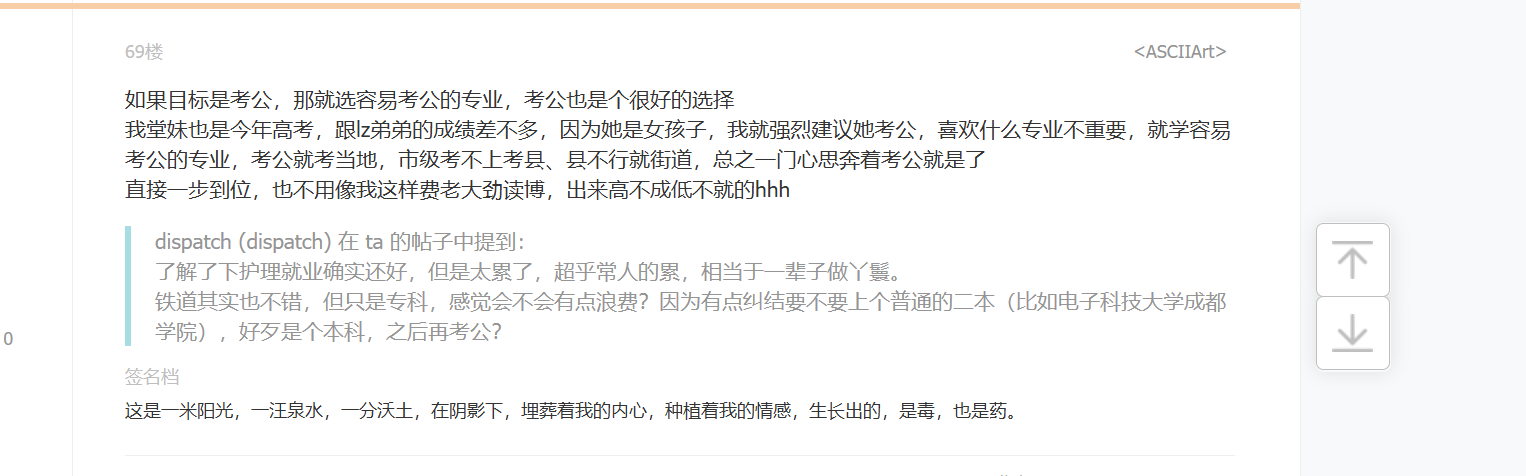 69楼
<ASCIIArt>
如果目标是考公，那就选容易考公的专业，考公也是个很好的选择
我堂妹也是今年高考，跟lz弟弟的成绩差不多，因为她是女孩子，我就强烈建议她考公，喜欢什么专业不重要，就学容易
考公的专业，考公就考当地，市级考不上考县、县不行就街道，总之一门心思奔着考公就是了
直接一步到位，也不用像我这样费老大劲读博，出来高不成低不就的hhh
dispatch (dispatch) 在 ta 的帖子中提到：
了解了下护理就业确实还好，但是太累了，超乎常人的累，相当于一辈子做丫鬟。
铁道其实也不错，但只是专科，感觉会不会有点浪费？因为有点纠结要不要上个普通的二本（比如电子科技大学成都
学院），好歹是个本科，之后再考公？
0
签名档
这是一米阳光，一汪泉水，一分沃土，在阴影下，埋葬着我的内心，种植着我的情感，生长出的，是毒，也是药。